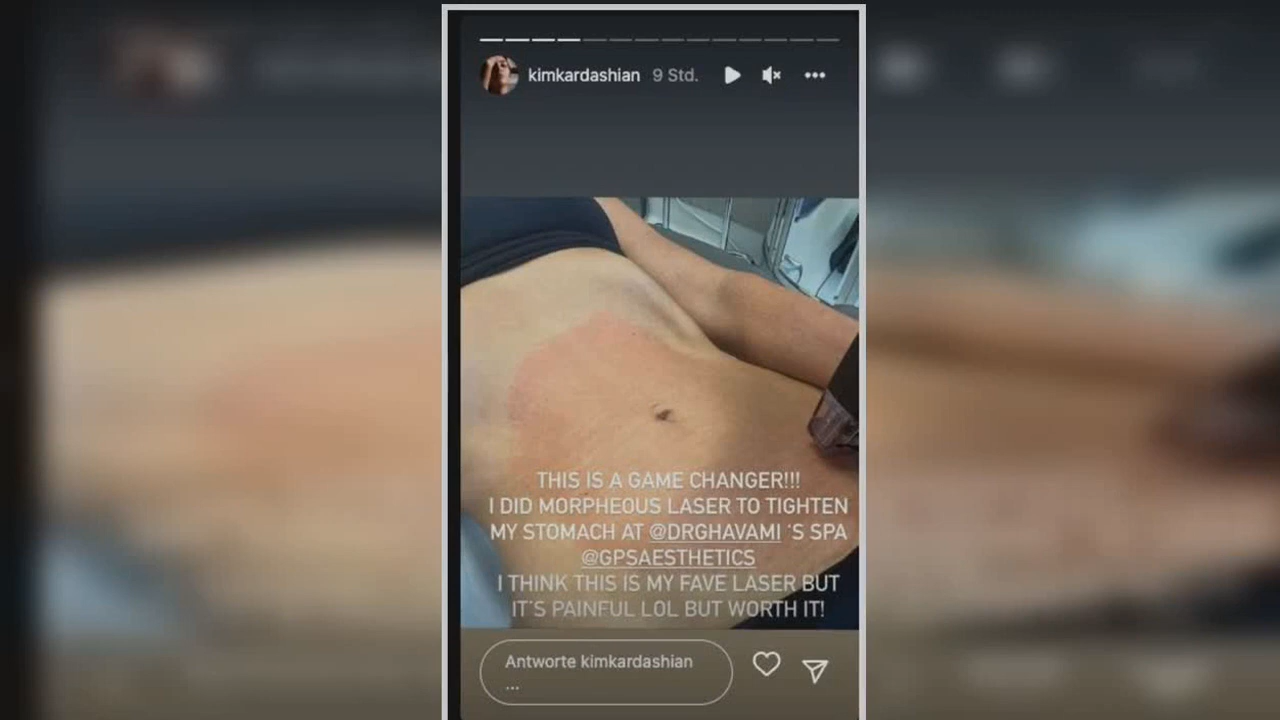 kimkardashian 9 Std.
THIS IS A GAME CHANGER!!!
I DID MORPHEOUS LASER TO TIGHTEN
MY STOMACH AT @DRGHAVAMI 'S SPA
@GPSAESTHETICS
I THINK THIS IS MY FAVE LASER BUT
IT'S PAINFUL LOL BUT WORTH IT!
Antworte kimkardashian
...